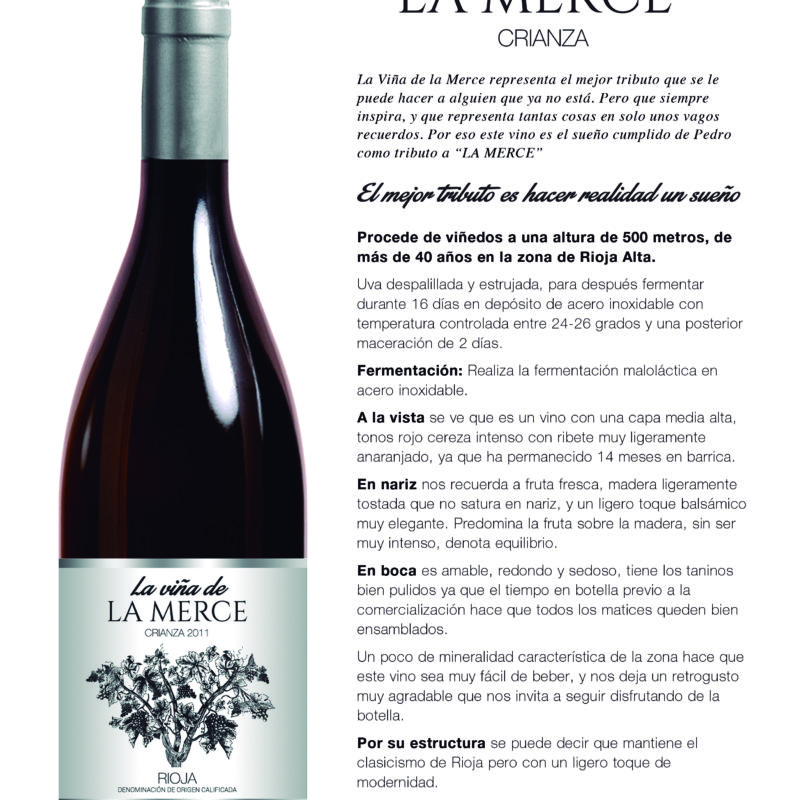 LA MERCE
CRIANZA
La Viña de la Merce representa el mejor tributo que se le
puede hacer a alguien que ya no está. Pero que siempre
inspira, y que representa tantas cosas en solo unos vagos
recuerdos. Por eso este vino es el sueño cumplido de Pedro
como tributo a “LA MERCE”
El mejor tributo es hacer realidad un sueño
Procede de viñedos a una altura de 500 metros, de
más de 40 años en la zona de Rioja Alta.
Uva despalillada y estrujada, para después fermentar
durante 16 días en depósito de acero inoxidable con
temperatura controlada entre 24-26 grados y una posterior
maceración de 2 días.
Fermentación: Realiza la fermentación maloláctica en
acero inoxidable.
A la vista se ve que es un vino con una capa media alta,
tonos rojo cereza intenso con ribete muy ligeramente
anaranjado, ya que ha permanecido 14 meses en barrica.
En nariz nos recuerda a fruta fresca, madera ligeramente
tostada que no satura en nariz, y un ligero toque balsámico
muy elegante. Predomina la fruta sobre la madera, sin ser
muy intenso, denota equilibrio.
En boca es amable, redondo y sedoso, tiene los taninos
bien pulidos ya que el tiempo en botella previo a la
comercialización hace que todos los matices queden bien
ensamblados.
Un poco de mineralidad característica de la zona hace que
este vino sea muy fácil de beber, y nos deja un retrogusto
muy agradable que nos invita a seguir disfrutando de la
botella.
Por su estructura se puede decir que mantiene el
clasicismo de Rioja pero con un ligero toque de
modernidad.
La viña de
LA MERCE
CRIANZA 2011
RIOJA
DENOMINACIÓN DE ORIGEN CALIFICADA